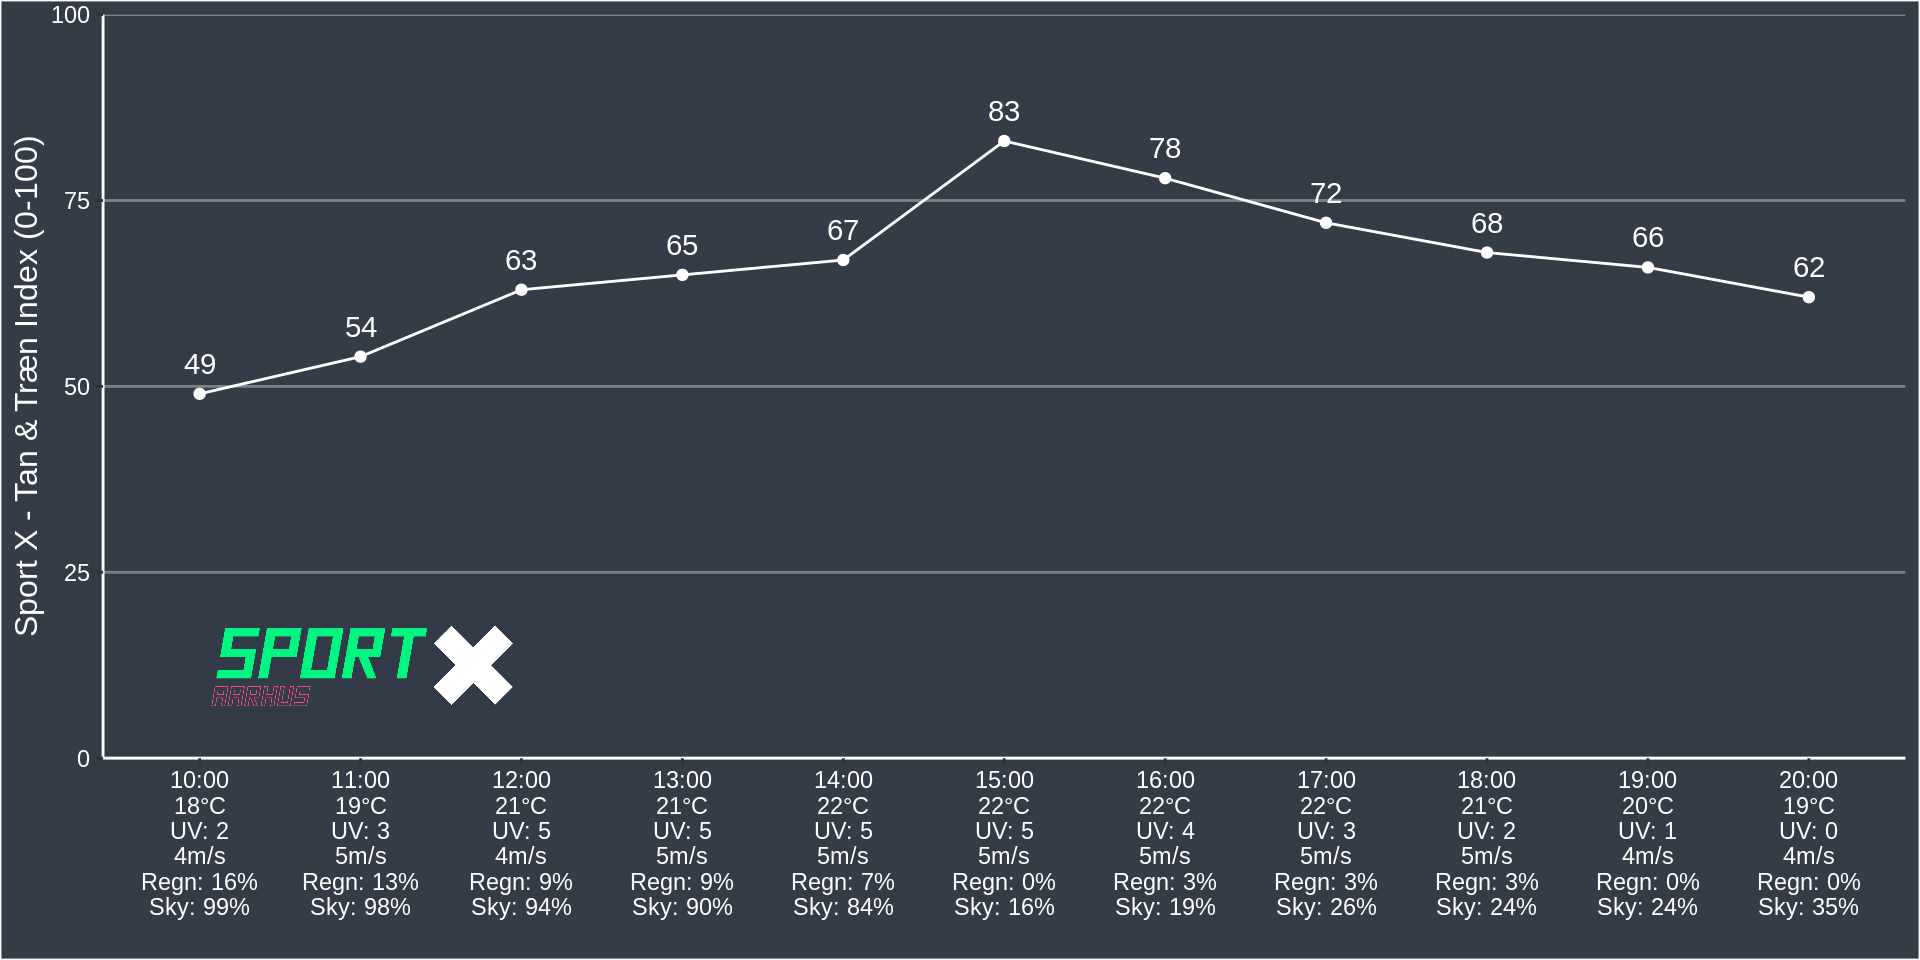 Sport X - Tan & Træn Index (0-100)
100
75
50
25
0
49
54
63
65
67
83
78
72
68
66
62
SPORT X
AARHUS
10:00 11:00 12:00 13:00 14:00 15:00 16:00 17:00 18:00 19:00 20:00
18°C 19°C 21°C 21°C 22°C 22°C 22°C 22°C 21°C 20°C 19°C
UV: 2 UV: 3 UV: 5 UV: 5 UV: 5 UV: 5 UV: 4 UV: 3 UV: 2 UV: 1 UV: 0
4m/s 5m/s 4m/s 5m/s 5m/s 5m/s 5m/s 5m/s 5m/s 4m/s 4m/s
Regn: 16% Regn: 13% Regn: 9% Regn: 9% Regn: 7% Regn: 0% Regn: 3% Regn: 3% Regn: 3% Regn: 0% Regn: 0%
Sky: 99% Sky: 98% Sky: 94% Sky: 90% Sky: 84% Sky: 16% Sky: 19% Sky: 26% Sky: 24% Sky: 24% Sky: 35%